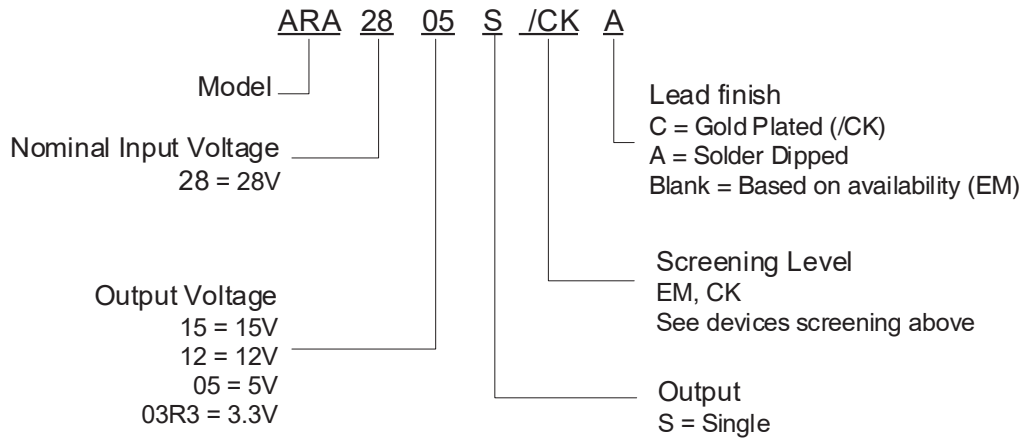 ARA 28 05 S /CK A
Model
Nominal Input Voltage
28 = 28V
Output Voltage
15 = 15V
12 = 12V
05 = 5V
03R3 = 3.3V
Lead finish
C = Gold Plated (/CK)
A = Solder Dipped
Blank = Based on availability (EM)
Screening Level
EM, CK
See devices screening above
Output
S = Single